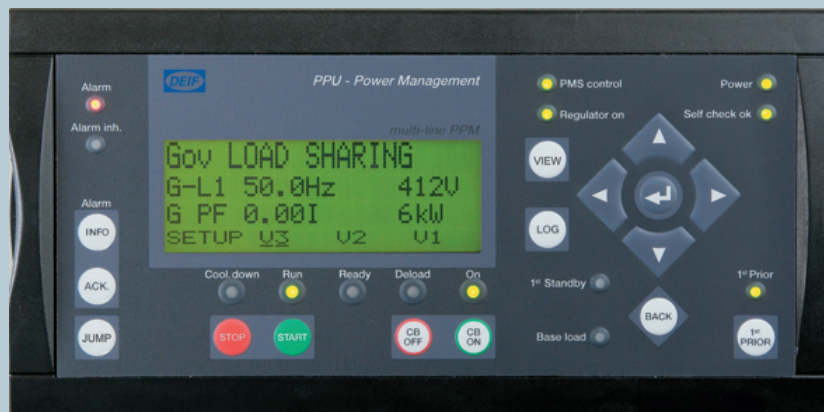 DEIF
PPU - Power Management
multi-line PPM
Gov LOAD SHARING
G-L1 50.0Hz 412V
G PF 0.00I 6kW
SETUP V3 V2 V1
Alarm
Alarm inh.
Alarm
INFO
ACK.
JUMP
Cool.down Run Ready Deload On
STOP START CB OFF CB ON
PMS control Power
Regulator on Self check ok
VIEW
LOG
1st Standby 1st Prior
BACK
Base load 1st PRIOR